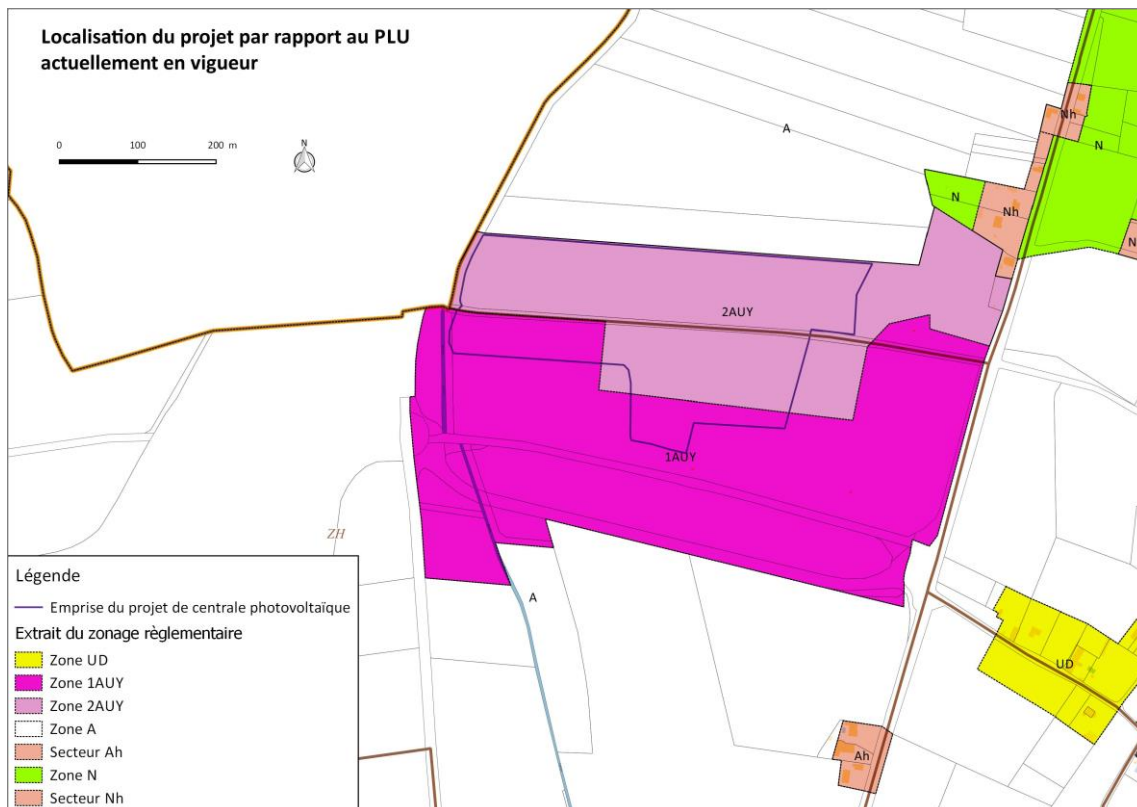 Localisation du projet par rapport au PLU
actuellement en vigueur
0 100 200 m
N
A
Nh
N
N
Nh
N
2AUY
1AUY
ZH
A
UD
Ah
Légende
Emprise du projet de centrale photovoltaïque
Extrait du zonage règlementaire
Zone UD
Zone 1AUY
Zone 2AUY
Zone A
Secteur Ah
Zone N
Secteur Nh